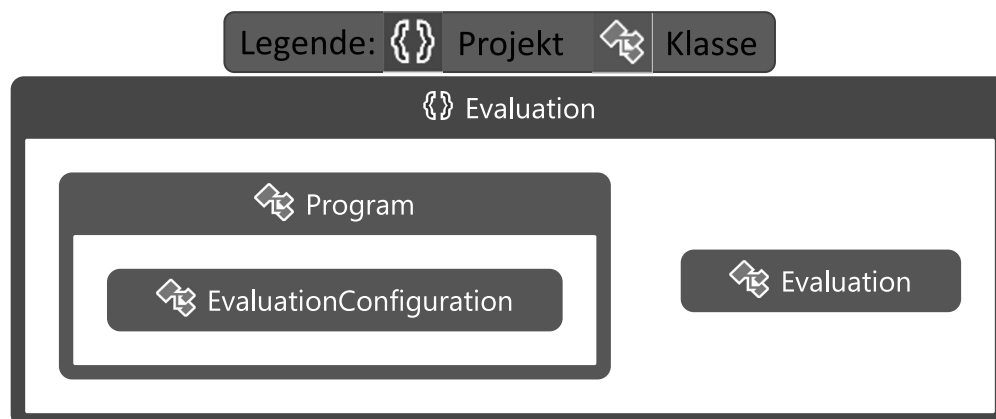 Legende: Projekt Klasse
Evaluation
Program
EvaluationConfiguration
Evaluation